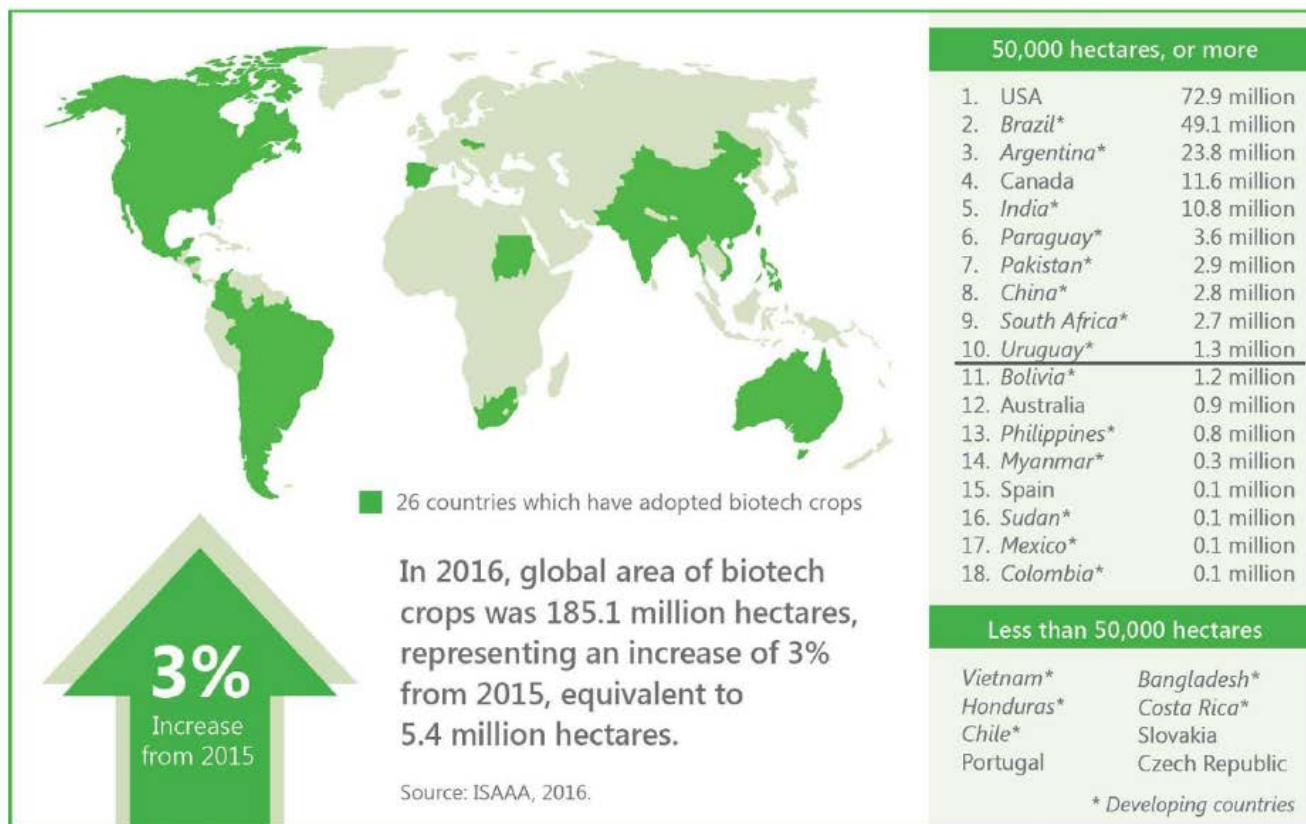 50,000 hectares, or more
1. USA 72.9 million
2. Brazil* 49.1 million
3. Argentina* 23.8 million
4. Canada 11.6 million
5. India* 10.8 million
6. Paraguay* 3.6 million
7. Pakistan* 2.9 million
8. China* 2.8 million
9. South Africa* 2.7 million
10. Uruguay* 1.3 million
11. Bolivia* 1.2 million
12. Australia 0.9 million
13. Philippines* 0.8 million
14. Myanmar* 0.3 million
15. Spain 0.1 million
16. Sudan* 0.1 million
17. Mexico* 0.1 million
18. Colombia* 0.1 million
Less than 50,000 hectares
Vietnam* Bangladesh*
Honduras* Costa Rica*
Chile* Slovakia
Portugal Czech Republic
* Developing countries
26 countries which have adopted biotech crops
In 2016, global area of biotech
crops was 185.1 million hectares,
representing an increase of 3%
from 2015, equivalent to
5.4 million hectares.
Source: ISAAA, 2016.
3%
Increase
from 2015